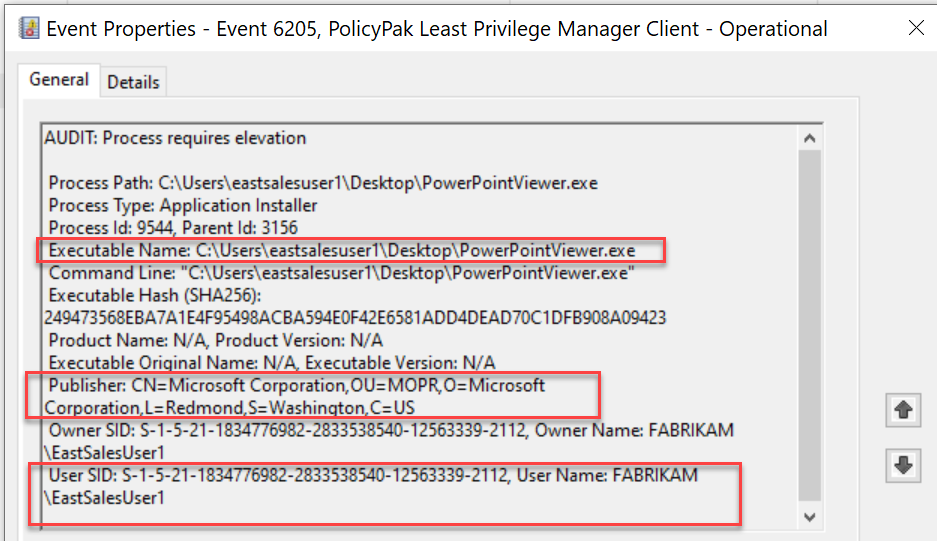 Event Properties - Event 6205, PolicyPak Least Privilege Manager Client - Operational
General
Details
AUDIT: Process requires elevation
Process Path: C:\Users\eastsalesuser1\Desktop\PowerPointViewer.exe
Process Type: Application Installer
Process Id: 9544, Parent Id: 3156
Executable Name: C:\Users\eastsalesuser1\Desktop\PowerPointViewer.exe
Command Line: "C:\Users\eastsalesuser1\Desktop\PowerPointViewer.exe"
Executable Hash (SHA256):
249473568EBA7A1E4F95498ACBA594E0F42E6581ADD4DEAD70C1DFB908A09423
Product Name: N/A, Product Version: N/A
Executable Original Name: N/A, Executable Version: N/A
Publisher: CN=Microsoft Corporation,OU=MOPR,O=Microsoft
Corporation,L=Redmond,S=Washington,C=US
Owner SID: S-1-5-21-1834776982-2833538540-12563339-2112, Owner Name: FABRIKAM
\EastSalesUser1
User SID: S-1-5-21-1834776982-2833538540-12563339-2112, User Name: FABRIKAM
\EastSalesUser1